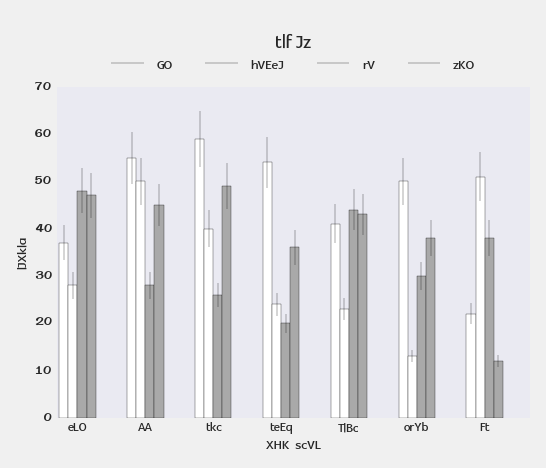 tlf Jz
GO hVEeJ rV zKO
70
60
50
40
30
20
10
0
DXkla
eLO AA tkc teEq TlBc orYb Ft
XHK scVL